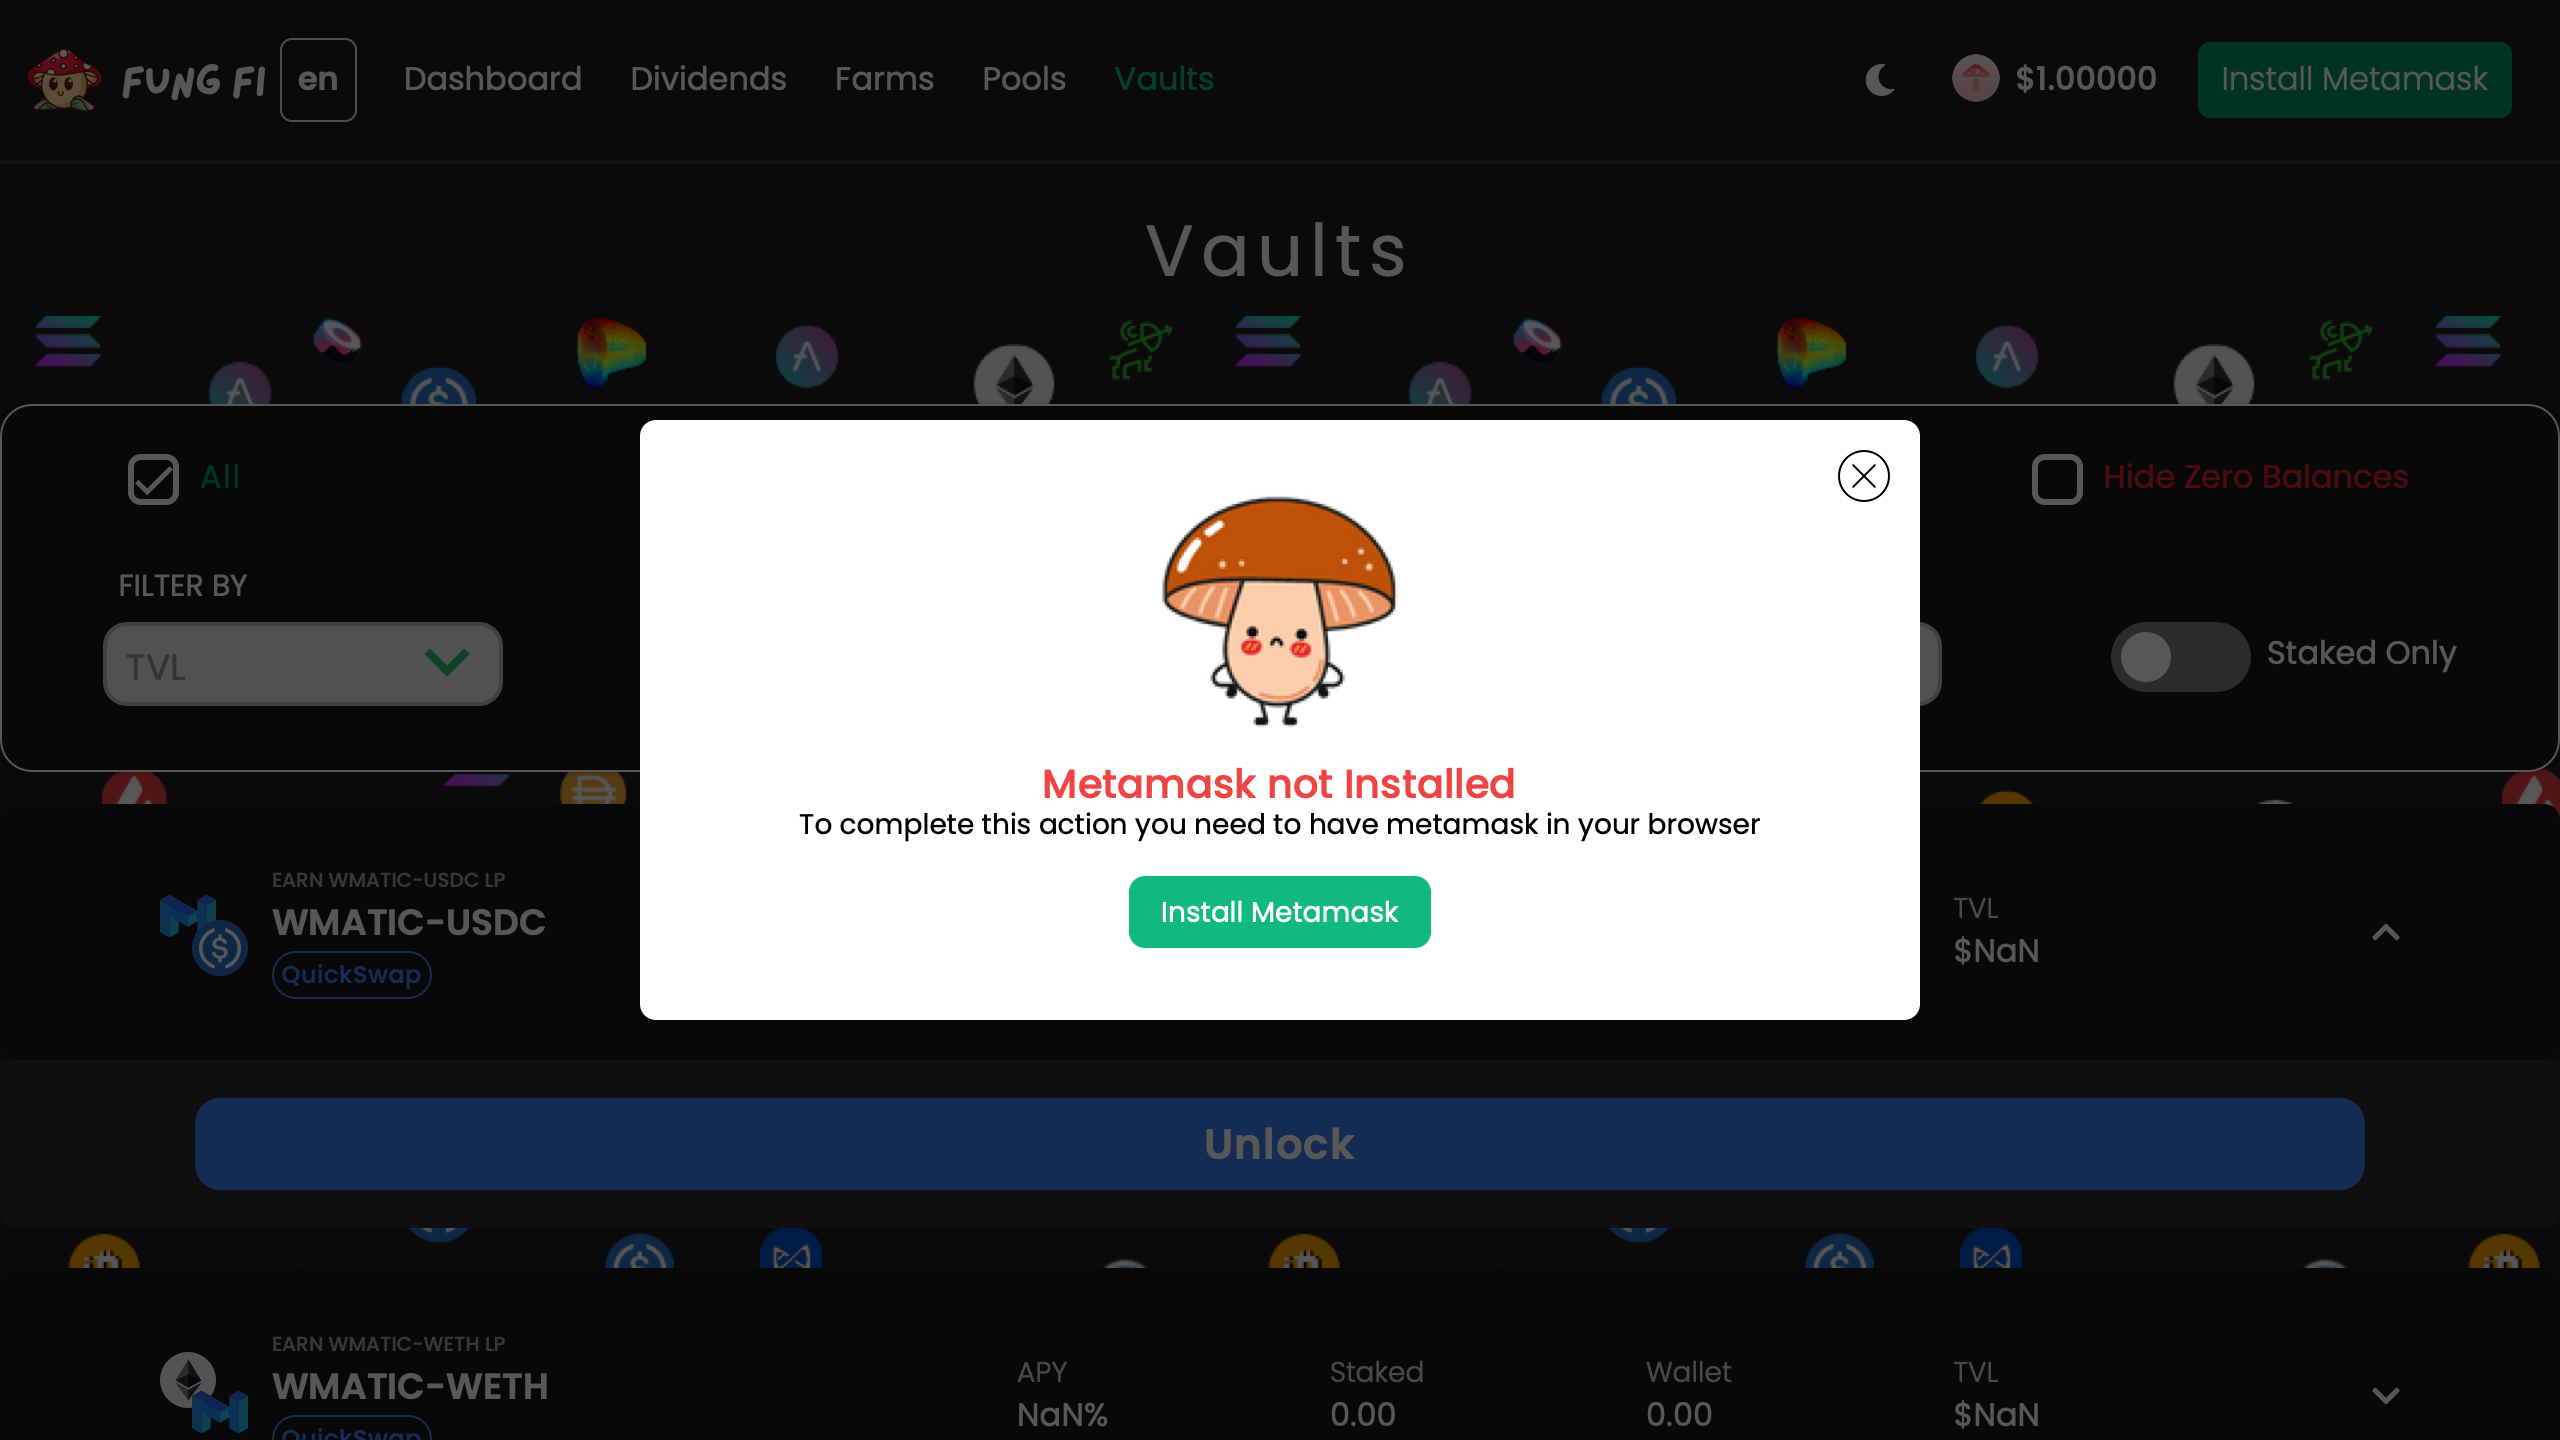 FUNG FI
en
Dashboard
Dividends
Farms
Pools
Vaults
$1.00000
Install Metamask
Vaults
All
Hide Zero Balances
FILTER BY
TVL
Staked Only
Metamask not Installed
To complete this action you need to have metamask in your browser
Install Metamask
EARN WMATIC-USDC LP
WMATIC-USDC
QuickSwap
TVL
$NaN
Unlock
EARN WMATIC-WETH LP
WMATIC-WETH
QuickSwap
APY
NaN%
Staked
0.00
Wallet
0.00
TVL
$NaN